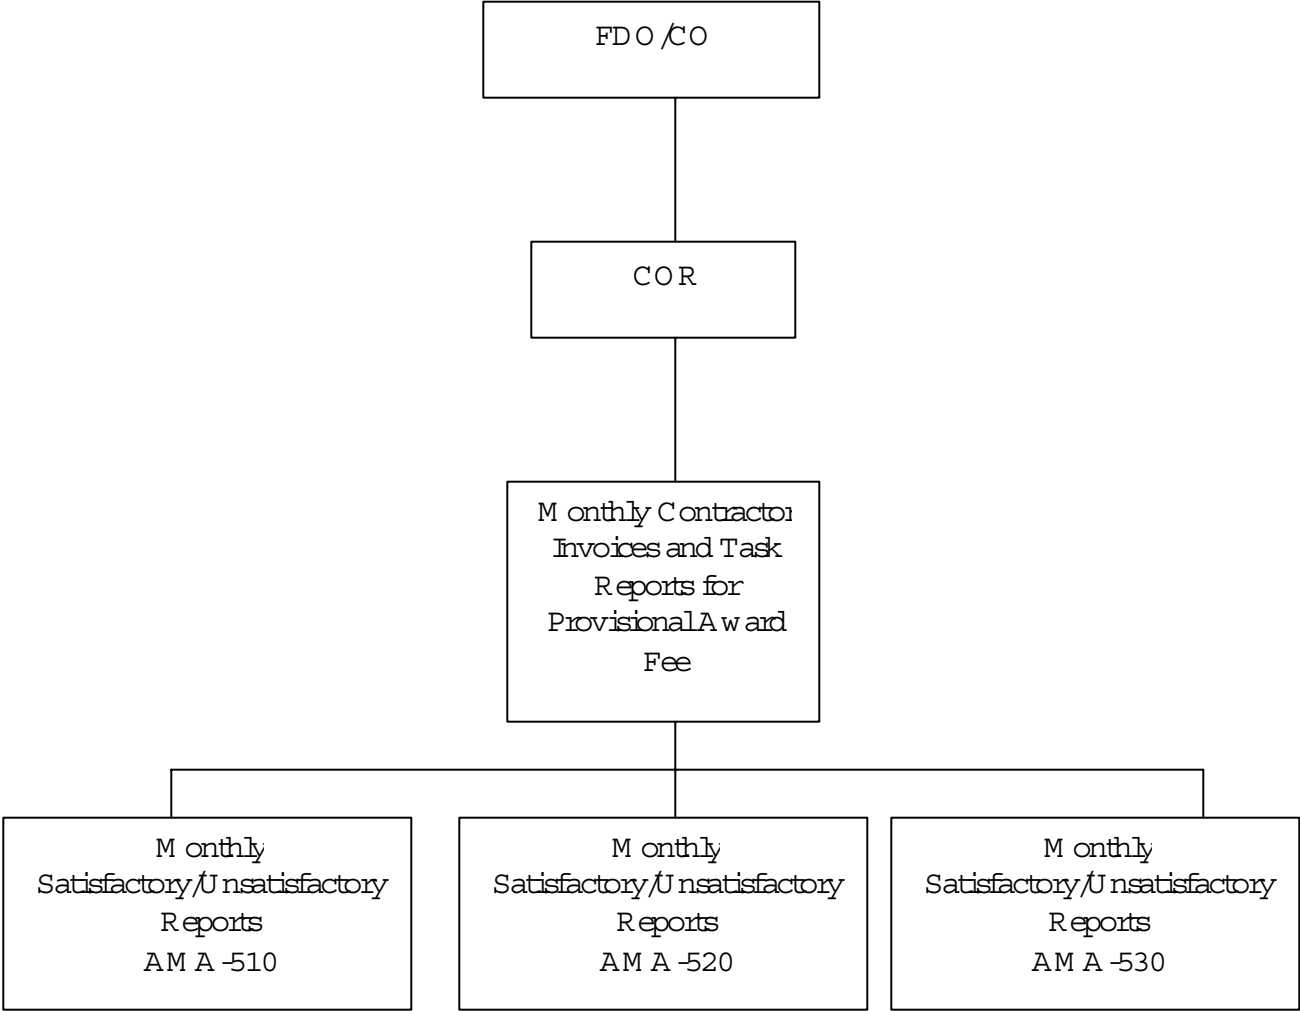 FDO/CO
COR
Monthly Contractor
Invoices and Task
Reports for
Provisional Award
Fee
Monthly
Satisfactory/Unsatisfactory
Reports
AMA-510
Monthly
Satisfactory/Unsatisfactory
Reports
AMA-520
Monthly
Satisfactory/Unsatisfactory
Reports
AMA-530